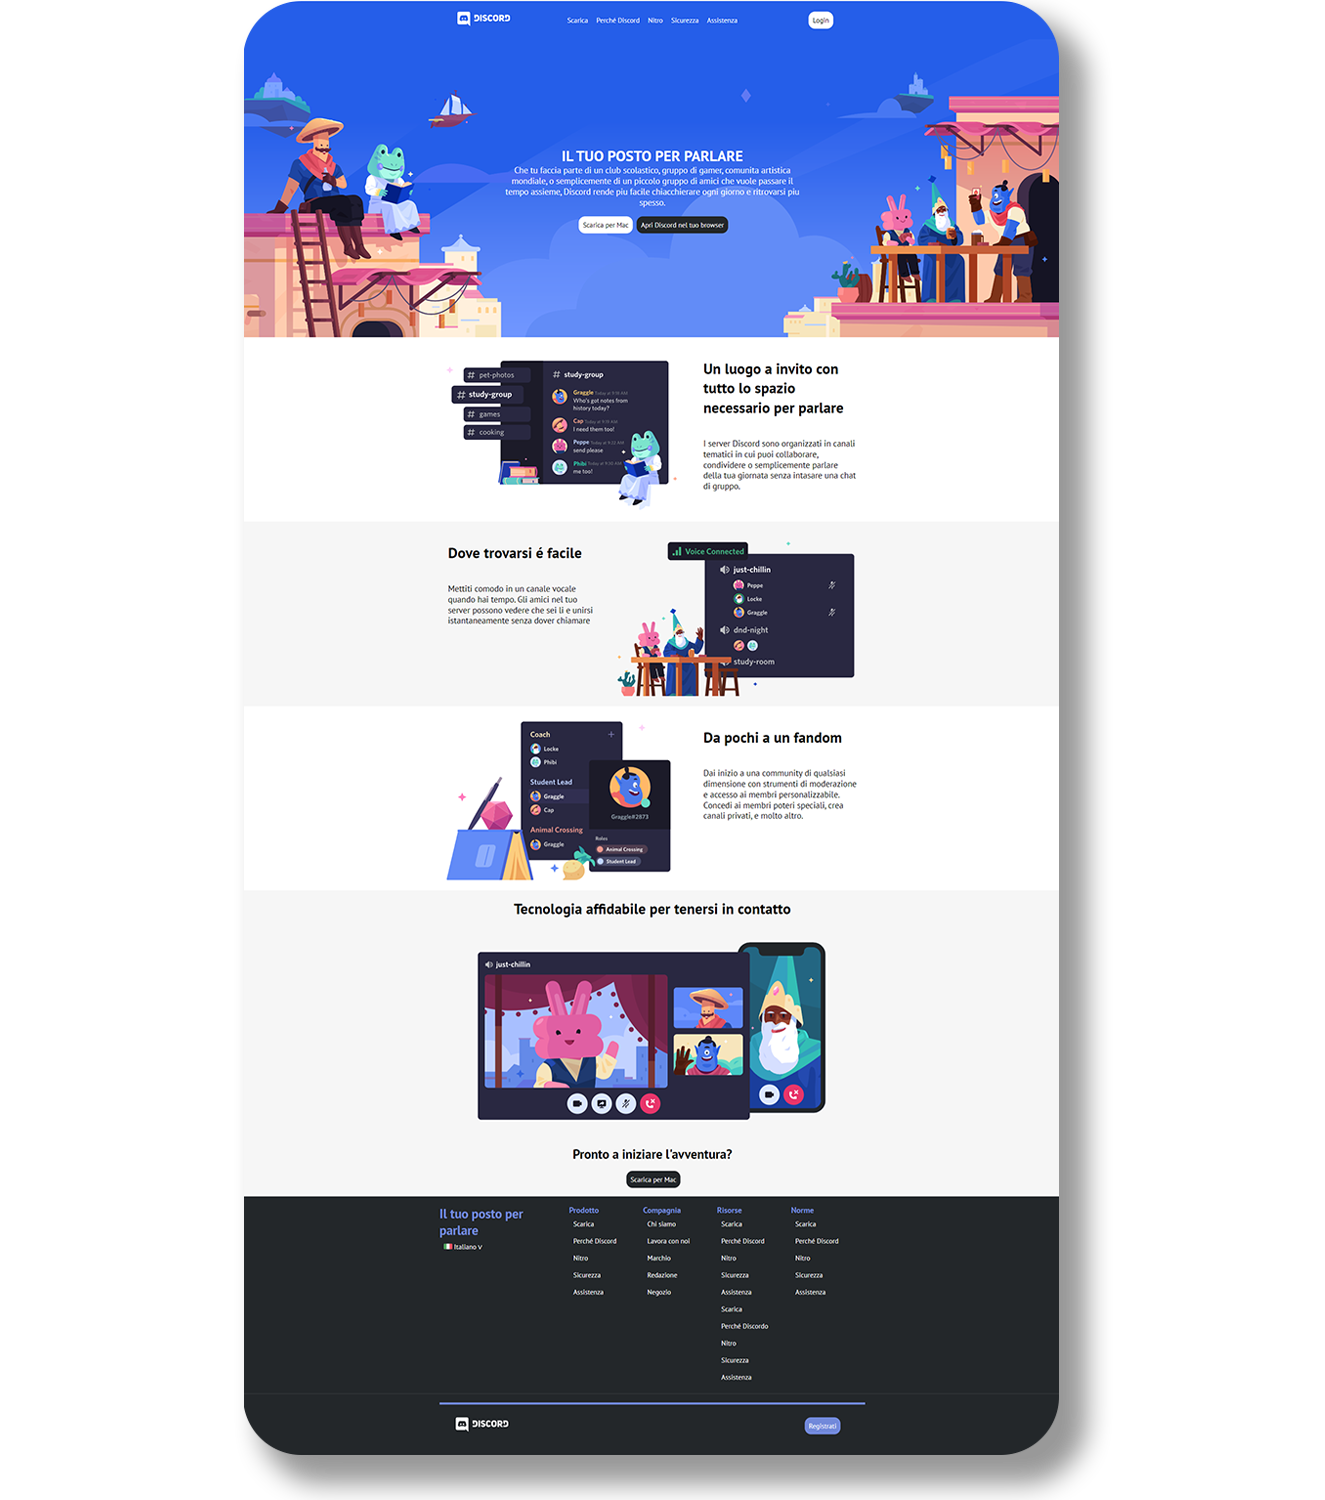 DISCORD
Scarica Perché Discord Nitro Sicurezza Assistenza
Login
IL TUO POSTO PER PARLARE
Che tu faccia parte di un club scolastico, gruppo di gamer, comunita artistica
mondiale, o semplicemente di un piccolo gruppo di amici che vuole passare il
tempo assieme, Discord rende piu facile chiacchierare ogni giorno e ritrovarsi piu
spesso.
Scarica per Mac
Apri Discord nel tuo browser
# pet-photos
# study-group
# games
# cooking
# study-group
Graggle Today at 9:18 AM
Who's got notes from
history today?
Cap Today at 9:18 AM
I need them too!
Peppe Today at 9:22 AM
send please
Phibi Today at 9:30 AM
me too!
Un luogo a invito con
tutto lo spazio
necessario per parlare
I server Discord sono organizzati in canali
tematici in cui puoi collaborare,
condividere o semplicemente parlare
della tua giornata senza intasare una chat
di gruppo.
Dove trovarsi é facile
Mettiti comodo in un canale vocale
quando hai tempo. Gli amici nel tuo
server possono vedere che sei li e unirsi
istantaneamente senza dover chiamare
Voice Connected
just-chillin
Peppe
Locke
Graggle
dnd-night
study-room
Coach
Locke
Phibi
Student Lead
Graggle
Cap
Animal Crossing
Graggle
Graggle#2873
Roles
Animal Crossing
Student Lead
Da pochi a un fandom
Dai inizio a una community di qualsiasi
dimensione con strumenti di moderazione
e accesso ai membri personalizzabile.
Concedi ai membri poteri speciali, crea
canali privati, e molto altro.
Tecnologia affidabile per tenersi in contatto
just-chillin
Pronto a iniziare l'avventura?
Scarica per Mac
Il tuo posto per
parlare
Italiano V
Prodotto
Scarica
Perché Discord
Nitro
Sicurezza
Assistenza
Compagnia
Chi siamo
Lavora con noi
Marchio
Redazione
Negozio
Risorse
Scarica
Perché Discord
Nitro
Sicurezza
Assistenza
Scarica
Perché Discordo
Nitro
Sicurezza
Assistenza
Norme
Scarica
Perché Discord
Nitro
Sicurezza
Assistenza
DISCORD
Registrati